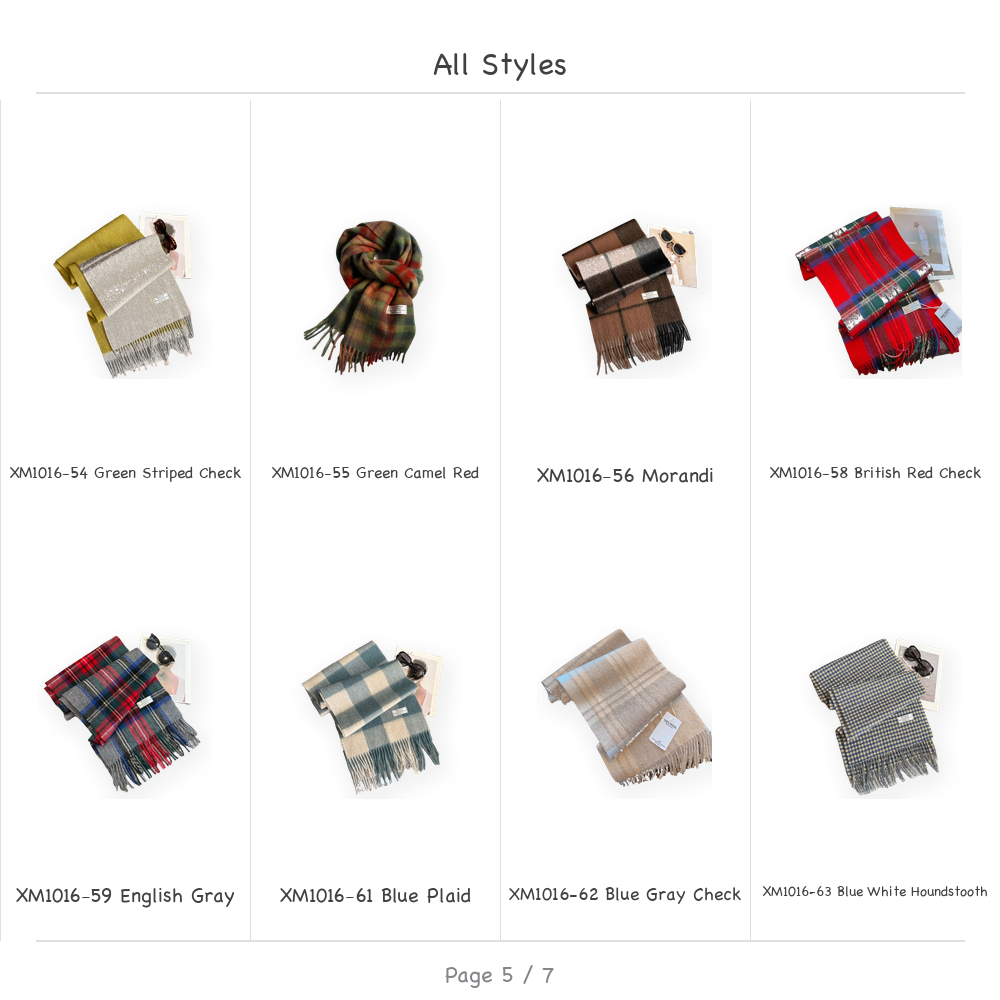 All Styles
XM1016-54 Green Striped Check
XM1016-55 Green Camel Red
XM1016-56 Morandi
XM1016-58 British Red Check
XM1016-59 English Gray
XM1016-61 Blue Plaid
XM1016-62 Blue Gray Check
XM1016-63 Blue White Houndstooth
Page 5 / 7